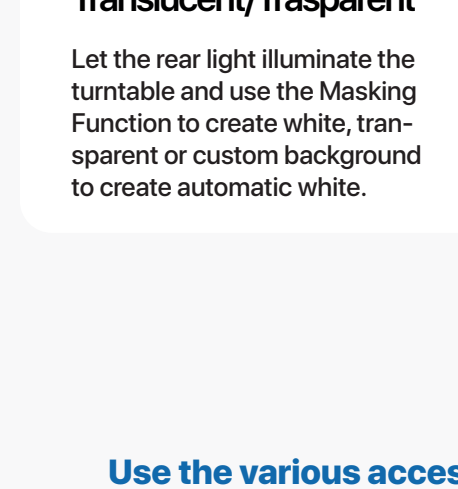 Translucent/Trasparent
Let the rear light illuminate the
turntable and use the Masking
Function to create white, tran-
sparent or custom background
to create automatic white.
Use the various